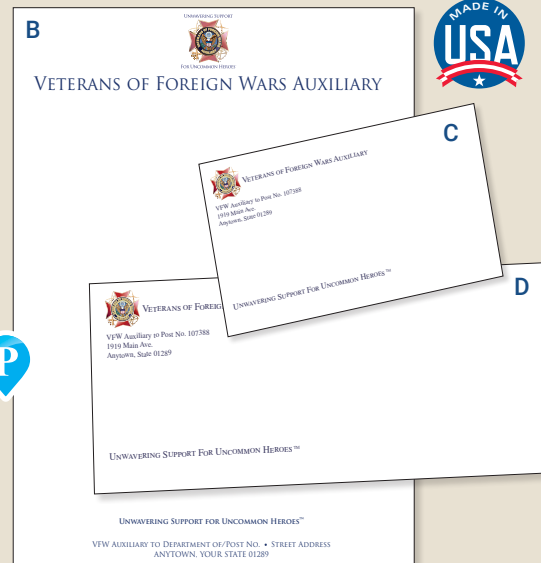 B
UNWAVERING SUPPORT
FOR UNCOMMON HEROES
VETERANS OF FOREIGN WARS AUXILIARY
MADE IN
USA
C
VETERANS OF FOREIGN WARS AUXILIARY
VFW Auxiliary to Post No. 107388
1919 Main Ave.
Anytown, State 01289
UNWAVERING SUPPORT FOR UNCOMMON HEROES™
D
VETERANS OF FOREIG
VFW Auxiliary to Post No. 107388
1919 Main Ave.
Anytown, State 01289
UNWAVERING SUPPORT FOR UNCOMMON HEROES™
P
UNWAVERING SUPPORT FOR UNCOMMON HEROES™
VFW AUXILIARY TO DEPARTMENT OF/POST NO. • STREET ADDRESS
ANYTOWN, YOUR STATE 01289